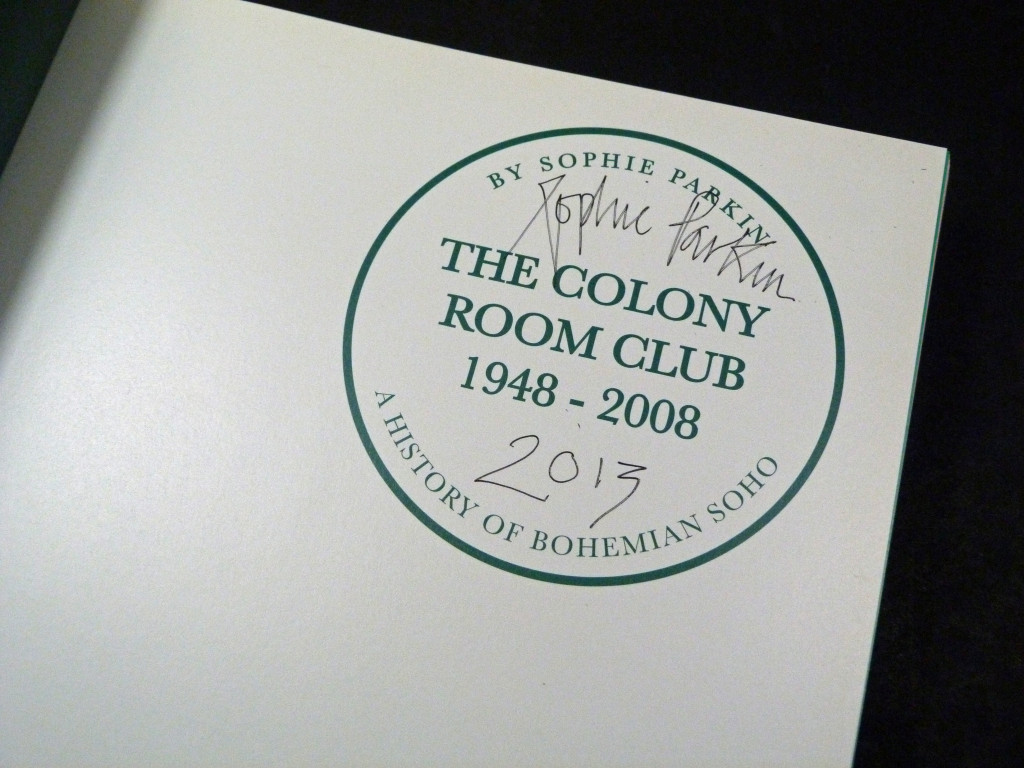 BY SOPHIE PARKIN
Sophie Parkin
THE COLONY
ROOM CLUB
1948 - 2008
2013
A HISTORY OF BOHEMIAN SOHO